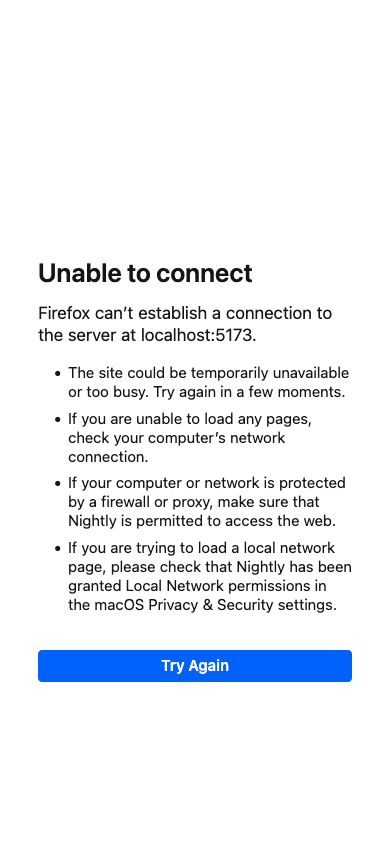 Unable to connect
Firefox can’t establish a connection to
the server at localhost:5173.
• The site could be temporarily unavailable
or too busy. Try again in a few moments.
• If you are unable to load any pages,
check your computer’s network
connection.
• If your computer or network is protected
by a firewall or proxy, make sure that
Nightly is permitted to access the web.
• If you are trying to load a local network
page, please check that Nightly has been
granted Local Network permissions in
the macOS Privacy & Security settings.
Try Again